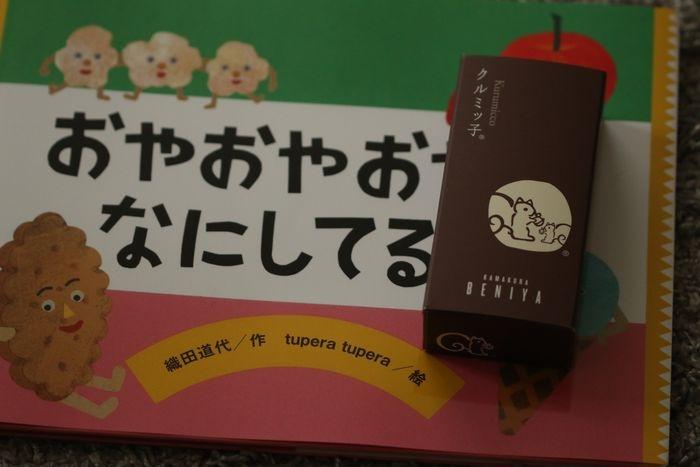 おやおやお
なにしてる
織田道代／作 tupera tupera／絵
クルミッ子®
Kurumicco
®
KAMAKURA
BENIYA